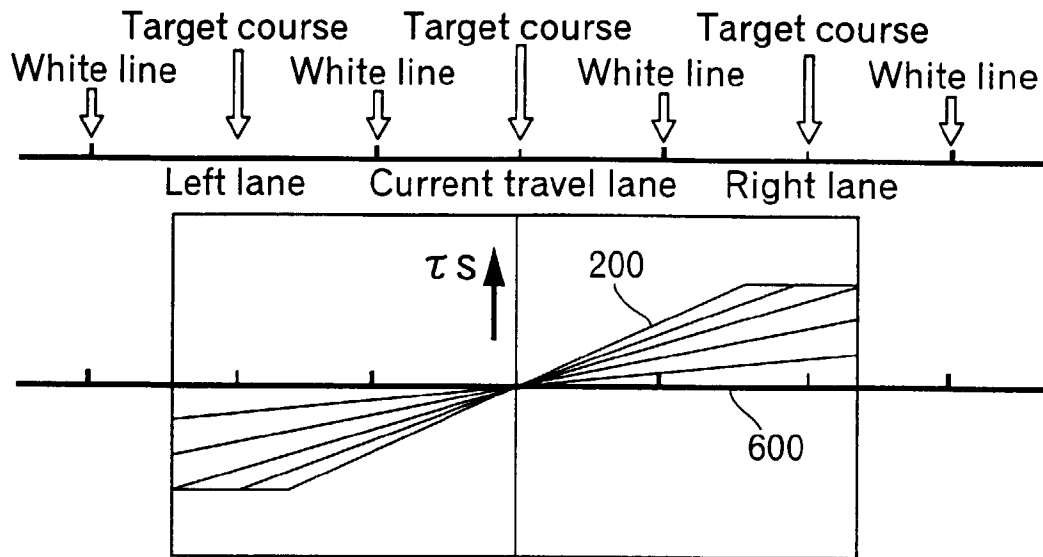 Target course Target course Target course
White line White line White line White line
Left lane Current travel lane Right lane
τ S
200
600